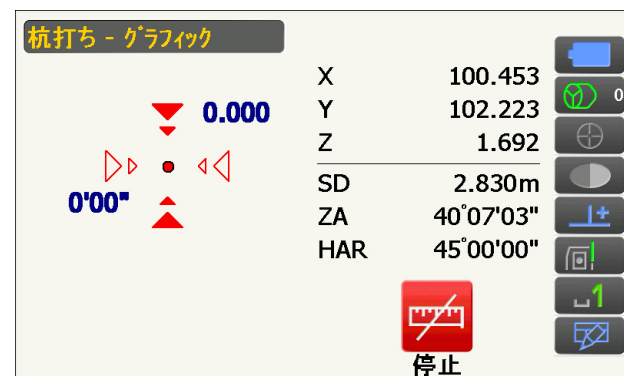 杭打ち - ｸﾞﾗﾌｨｯｸ
0.000
0'00"
X 100.453
Y 102.223
Z 1.692
SD 2.830m
ZA 40°07'03"
HAR 45°00'00"
停止
0
1